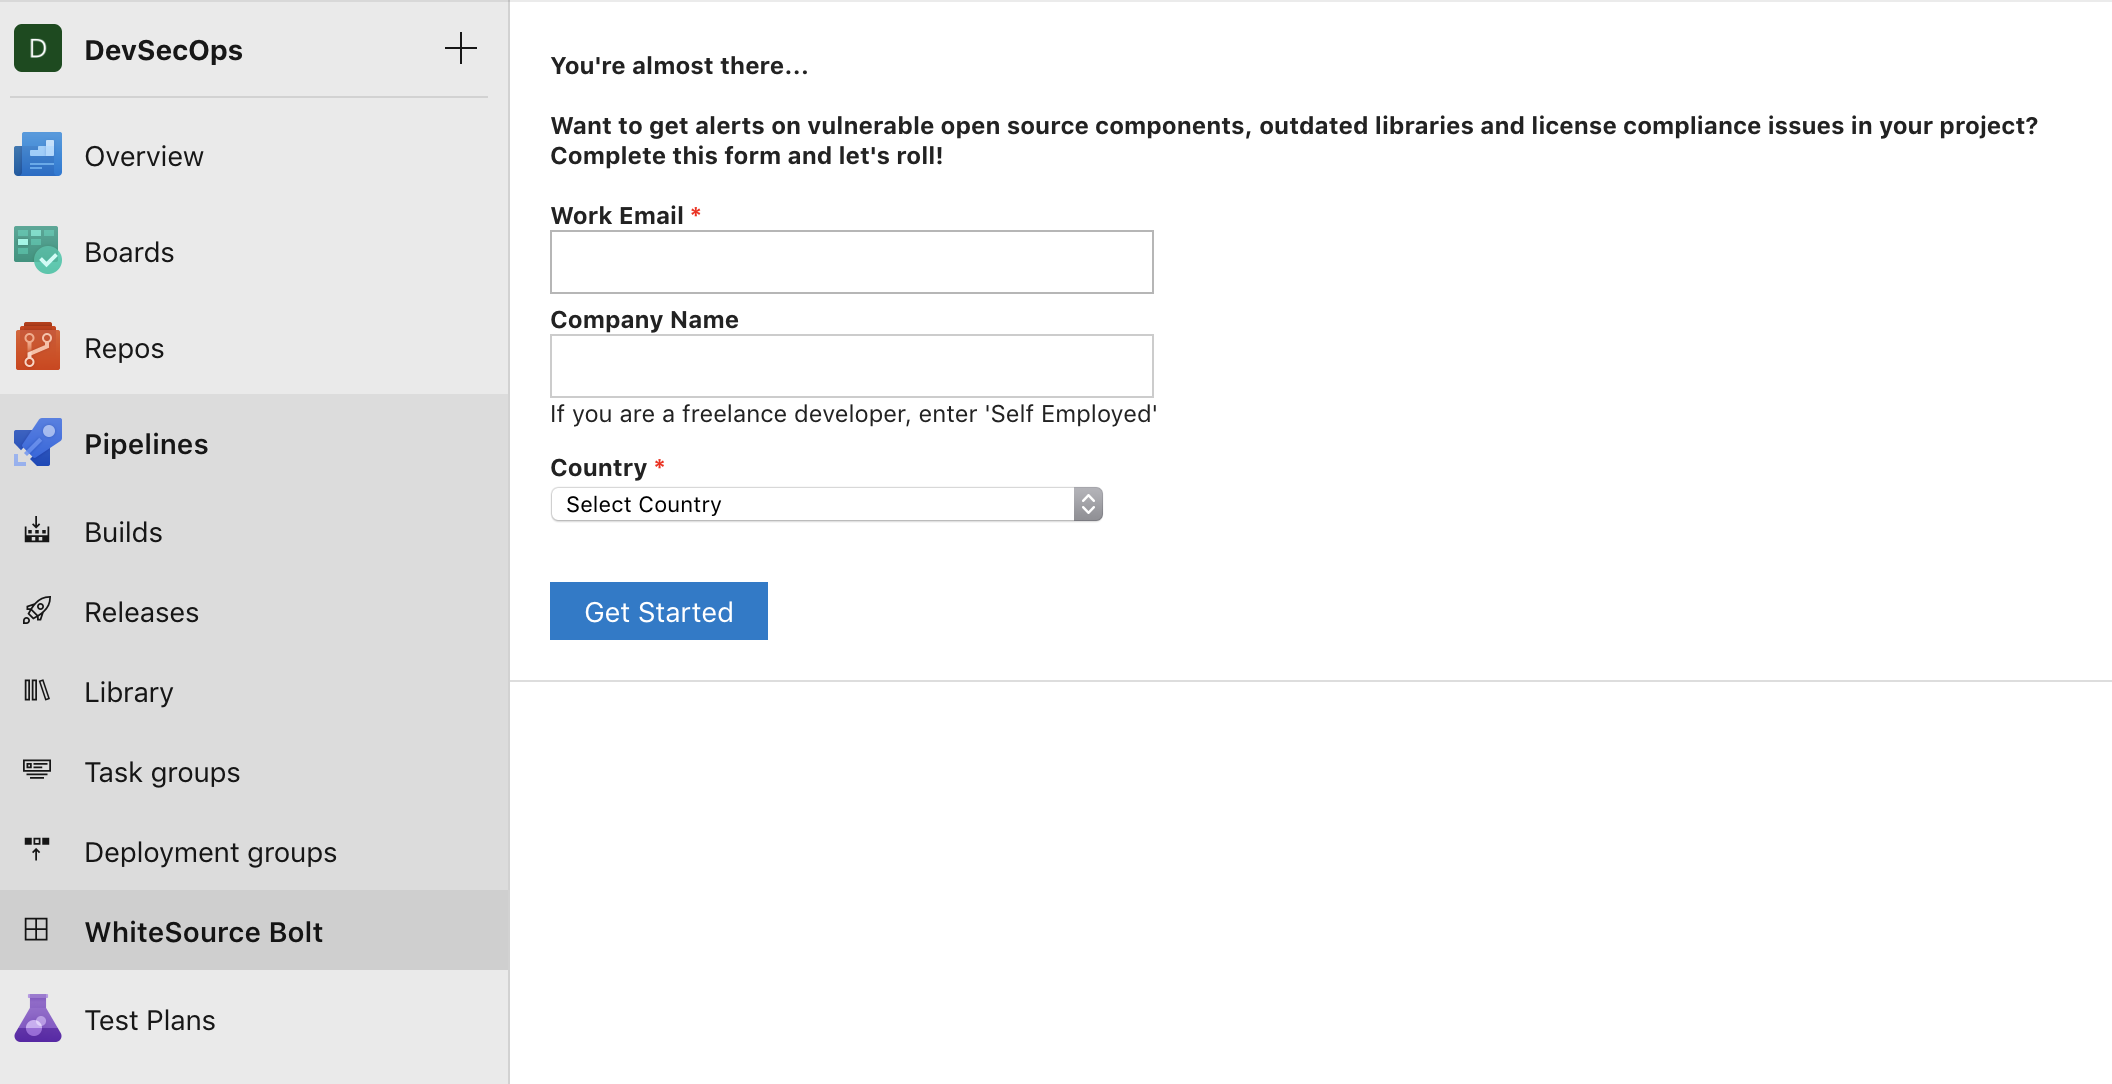 D DevSecOps
Overview
Boards
Repos
Pipelines
Builds
Releases
Library
Task groups
Deployment groups
WhiteSource Bolt
Test Plans
You're almost there...
Want to get alerts on vulnerable open source components, outdated libraries and license compliance issues in your project?
Complete this form and let's roll!
Work Email *
Company Name
If you are a freelance developer, enter 'Self Employed'
Country *
Select Country
Get Started